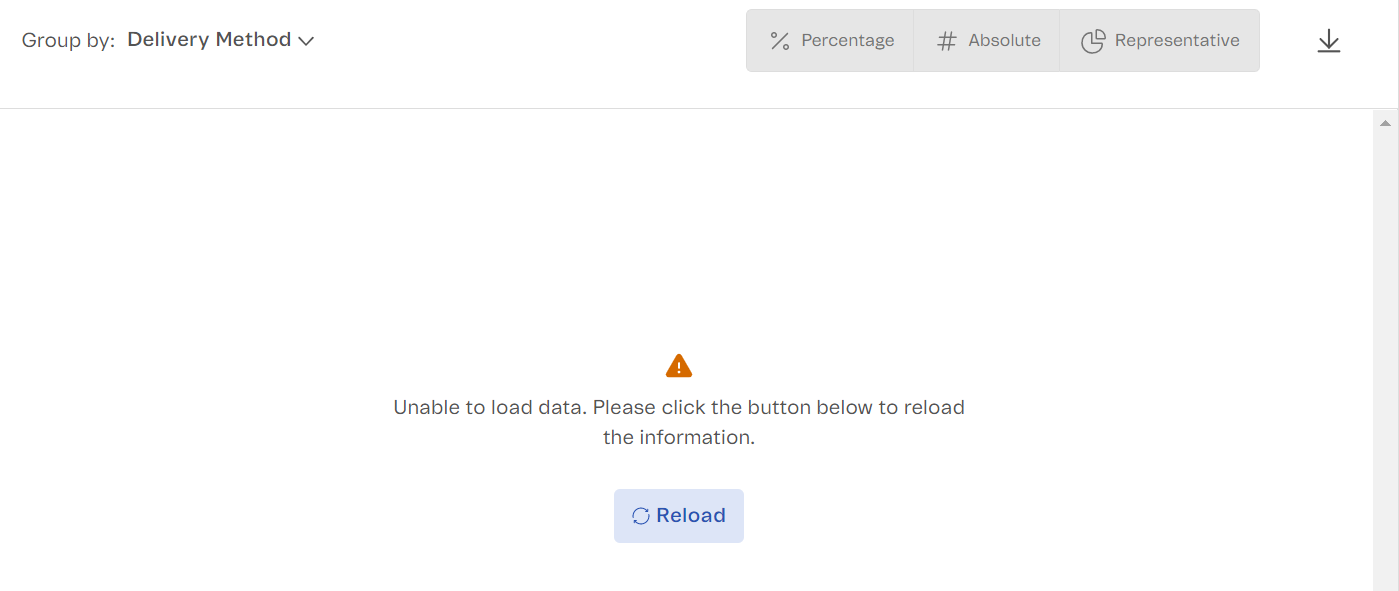 Group by: Delivery Method
Percentage
Absolute
Representative
Unable to load data. Please click the button below to reload
the information.
Reload